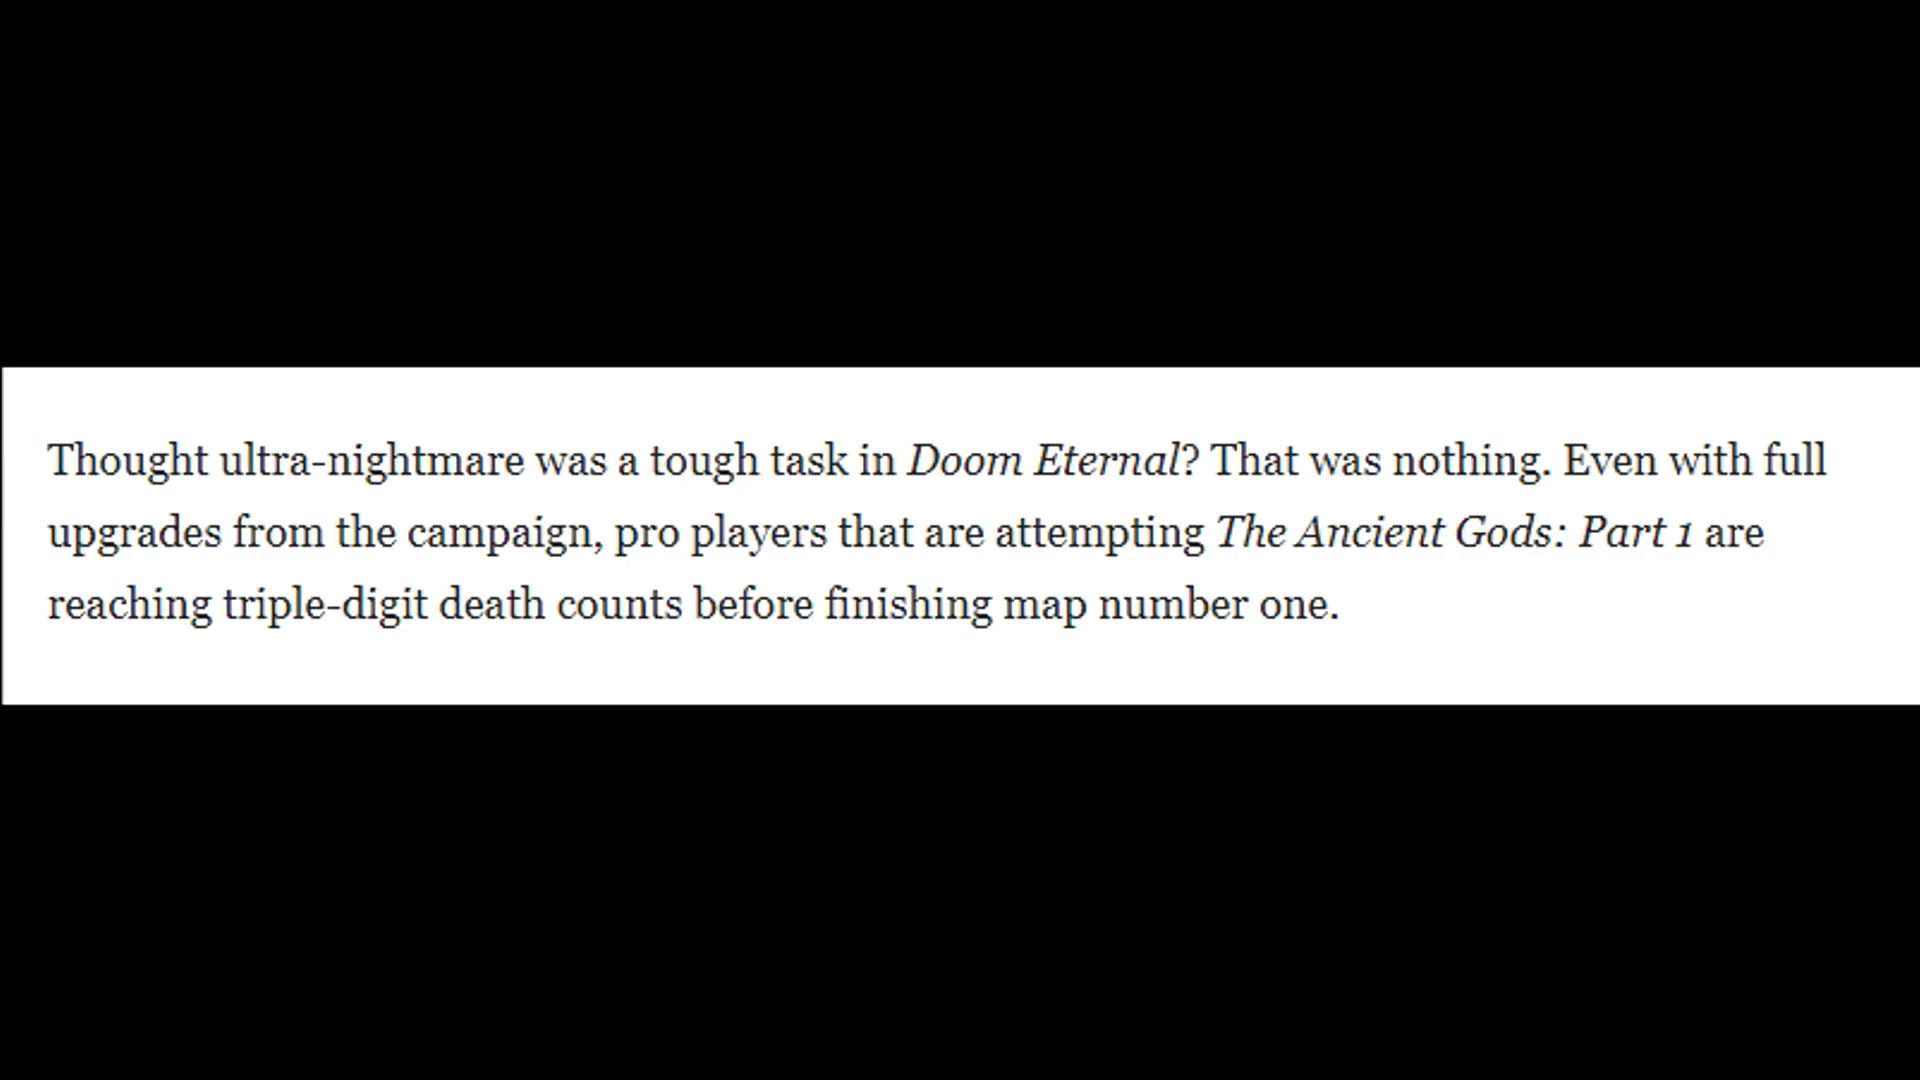 Thought ultra-nightmare was a tough task in Doom Eternal? That was nothing. Even with full
upgrades from the campaign, pro players that are attempting The Ancient Gods: Part 1 are
reaching triple-digit death counts before finishing map number one.